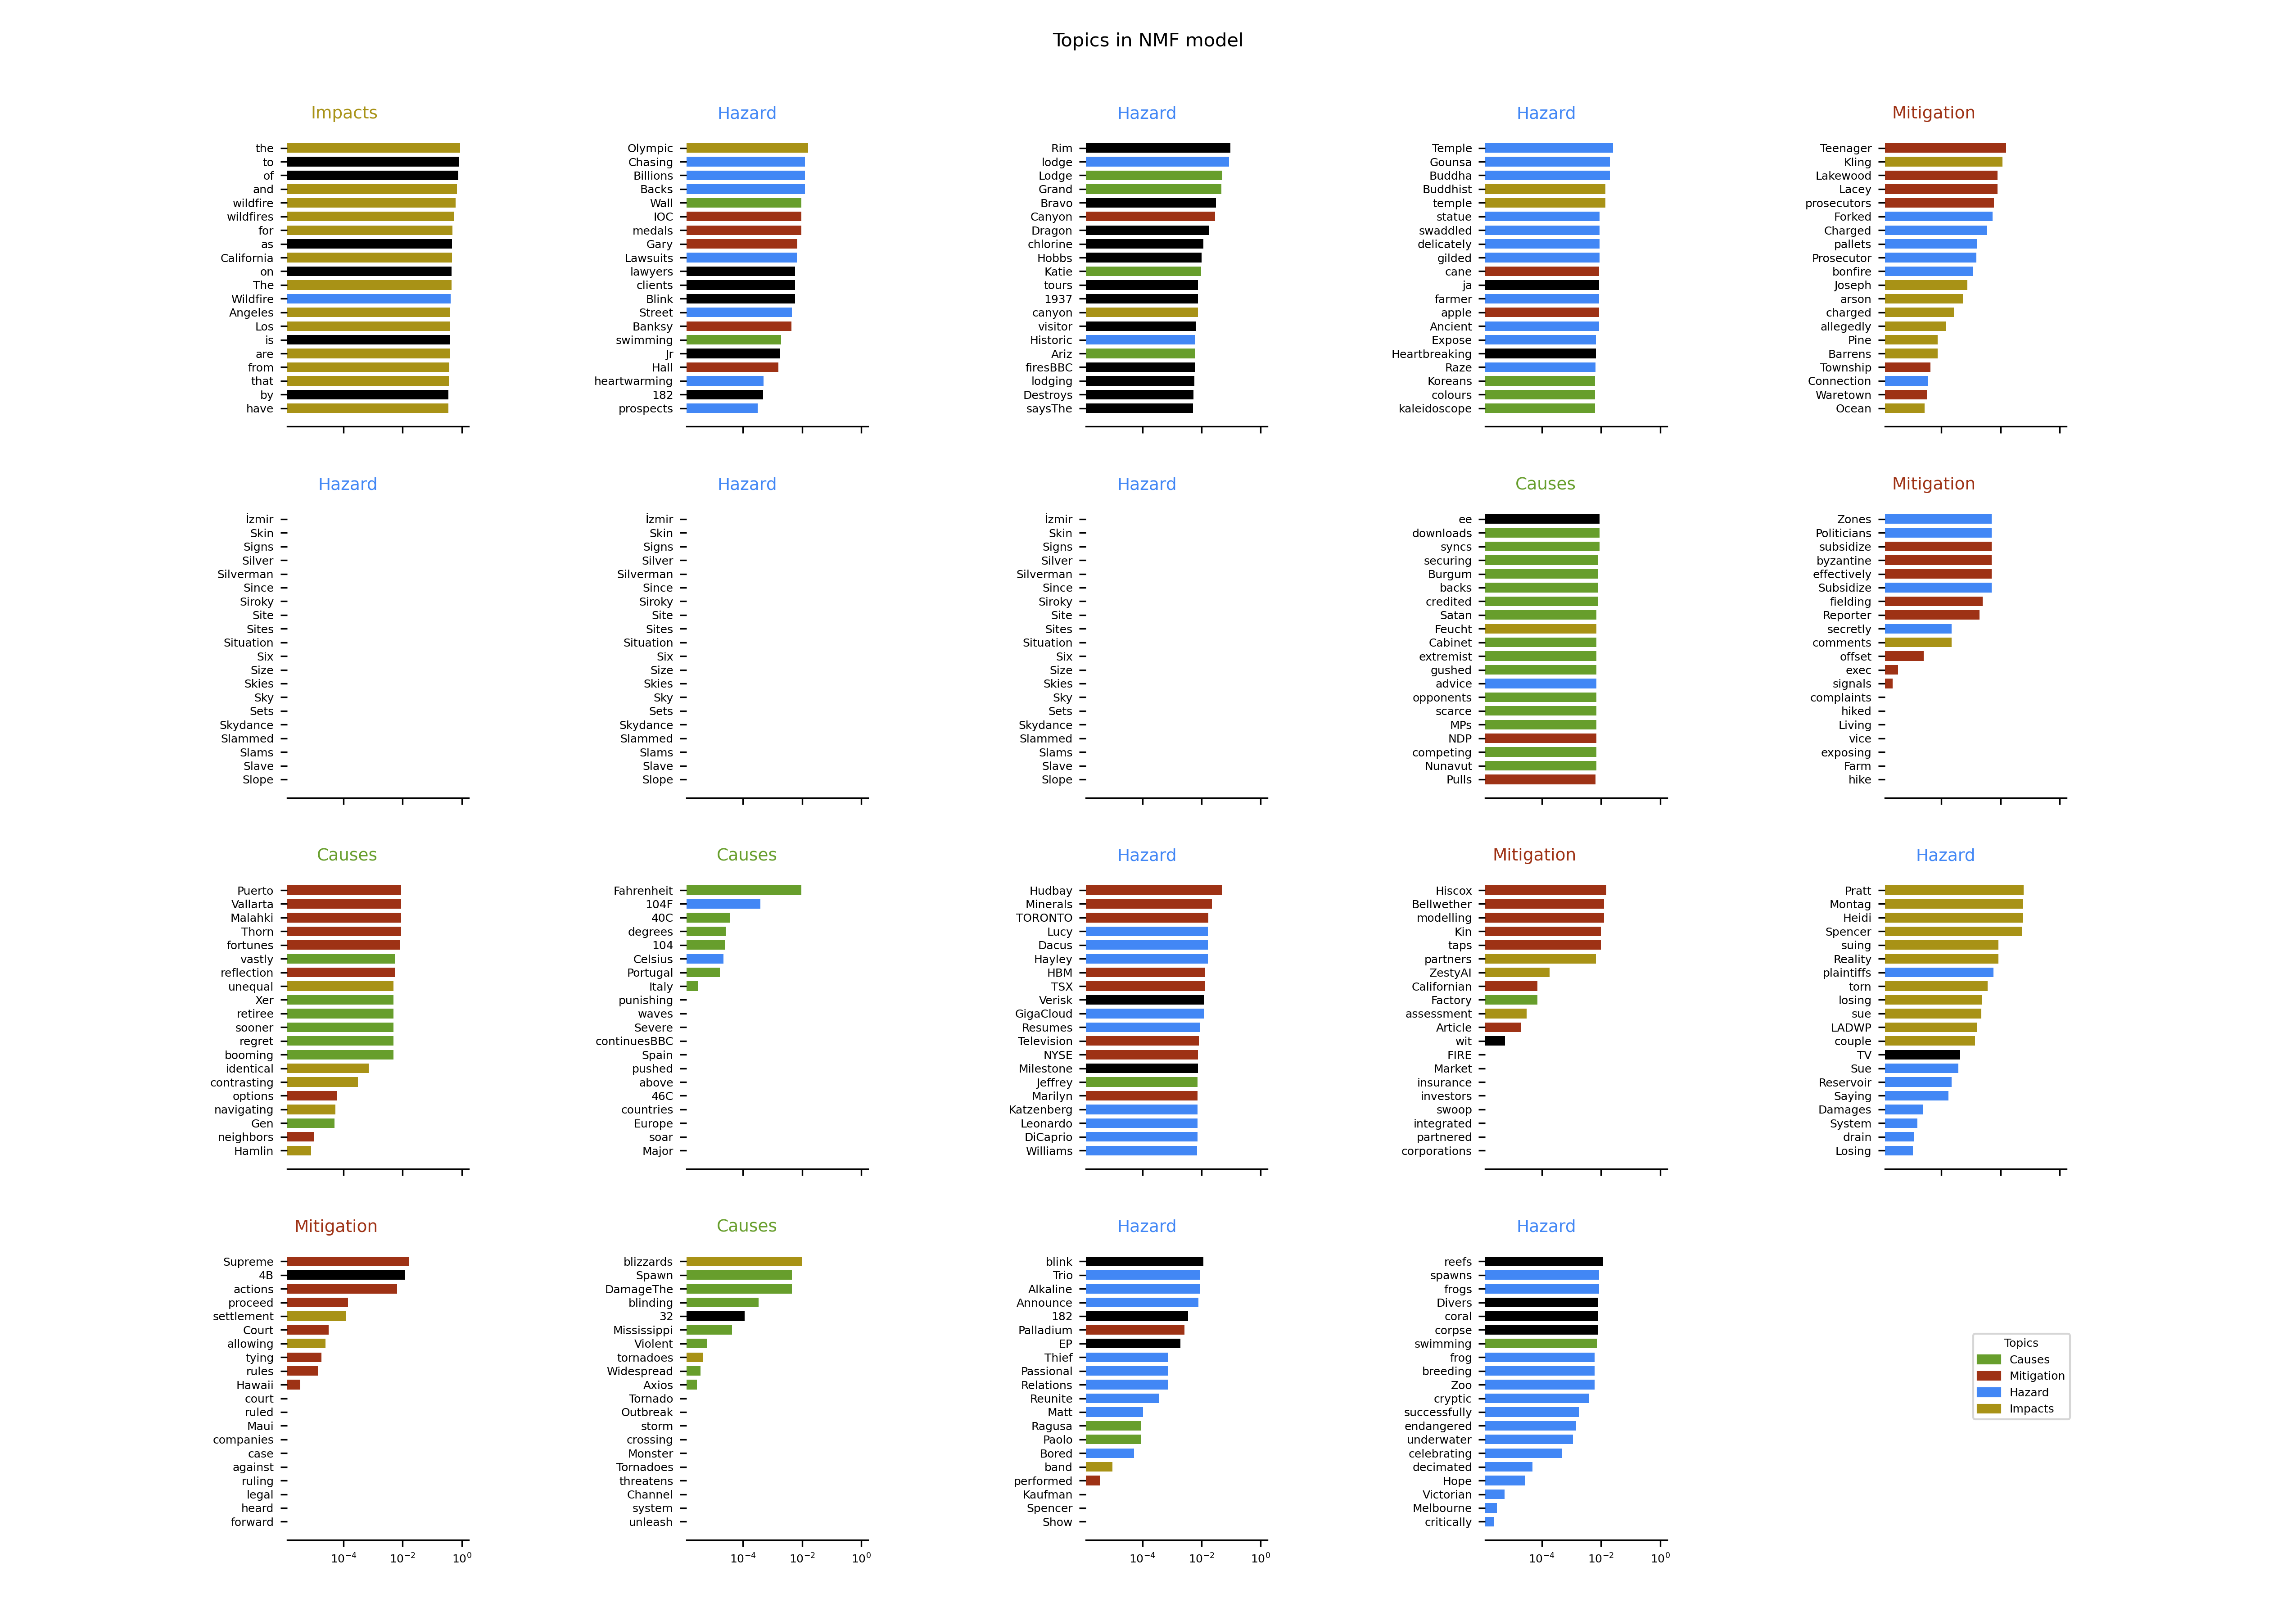 Topics in NMF model
Impacts
the
to
of
and
wildfire
wildfires
for
as
California
on
The
Wildfire
Angeles
Los
is
are
from
that
by
have
Hazard
Olympic
Chasing
Billions
Backs
Wall
IOC
medals
Gary
Lawsuits
lawyers
clients
Blink
Street
Banksy
swimming
Jr
Hall
heartwarming
182
prospects
Hazard
Rim
lodge
Lodge
Grand
Bravo
Canyon
Dragon
chlorine
Hobbs
Katie
tours
1937
canyon
visitor
Historic
Ariz
firesBBC
lodging
Destroys
saysThe
Hazard
Temple
Gounsa
Buddha
Buddhist
temple
statue
swaddled
delicately
gilded
cane
ja
farmer
apple
Ancient
Expose
Heartbreaking
Raze
Koreans
colours
kaleidoscope
Mitigation
Teenager
Kling
Lakewood
Lacey
prosecutors
Forked
Charged
pallets
Prosecutor
bonfire
Joseph
arson
charged
allegedly
Pine
Barrens
Township
Connection
Waretown
Ocean
Hazard
İzmir
Skin
Signs
Silver
Silverman
Since
Siroky
Site
Sites
Situation
Six
Size
Skies
Sky
Sets
Skydance
Slammed
Slams
Slave
Slope
Hazard
İzmir
Skin
Signs
Silver
Silverman
Since
Siroky
Site
Sites
Situation
Six
Size
Skies
Sky
Sets
Skydance
Slammed
Slams
Slave
Slope
Hazard
İzmir
Skin
Signs
Silver
Silverman
Since
Siroky
Site
Sites
Situation
Six
Size
Skies
Sky
Sets
Skydance
Slammed
Slams
Slave
Slope
Causes
ee
downloads
syncs
securing
Burgum
backs
credited
Satan
Feucht
Cabinet
extremist
gushed
advice
opponents
scarce
MPs
NDP
competing
Nunavut
Pulls
Mitigation
Zones
Politicians
subsidize
byzantine
effectively
Subsidize
fielding
Reporter
secretly
comments
offset
exec
signals
complaints
hiked
Living
vice
exposing
Farm
hike
Causes
Puerto
Vallarta
Malahki
Thorn
fortunes
vastly
reflection
unequal
Xer
retiree
sooner
regret
booming
identical
contrasting
options
navigating
Gen
neighbors
Hamlin
Causes
Fahrenheit
104F
40C
degrees
104
Celsius
Portugal
Italy
punishing
waves
Severe
continuesBBC
Spain
pushed
above
46C
countries
Europe
soar
Major
Hazard
Hudbay
Minerals
TORONTO
Lucy
Dacus
Hayley
HBM
TSX
Verisk
GigaCloud
Resumes
Television
NYSE
Milestone
Jeffrey
Marilyn
Katzenberg
Leonardo
DiCaprio
Williams
Mitigation
Hiscox
Bellwether
modelling
Kin
taps
partners
ZestyAI
Californian
Factory
assessment
Article
wit
FIRE
Market
insurance
investors
swoop
integrated
partnered
corporations
Hazard
Pratt
Montag
Heidi
Spencer
suing
Reality
plaintiffs
torn
losing
sue
LADWP
couple
TV
Sue
Reservoir
Saying
Damages
System
drain
Losing
Mitigation
Supreme
4B
actions
proceed
settlement
Court
allowing
tying
rules
Hawaii
court
ruled
Maui
companies
case
against
ruling
legal
heard
forward
10⁻⁴ 10⁻² 10⁰
Causes
blizzards
Spawn
DamageThe
blinding
32
Mississippi
Violent
tornadoes
Widespread
Axios
Tornado
Outbreak
storm
crossing
Monster
Tornadoes
threatens
Channel
system
unleash
10⁻⁴ 10⁻² 10⁰
Hazard
blink
Trio
Alkaline
Announce
182
Palladium
EP
Thief
Passional
Relations
Reunite
Matt
Ragusa
Paolo
Bored
band
performed
Kaufman
Spencer
Show
10⁻⁴ 10⁻² 10⁰
Hazard
reefs
spawns
frogs
Divers
coral
corpse
swimming
frog
breeding
Zoo
cryptic
successfully
endangered
underwater
celebrating
decimated
Hope
Victorian
Melbourne
critically
10⁻⁴ 10⁻² 10⁰
Topics
Causes
Mitigation
Hazard
Impacts